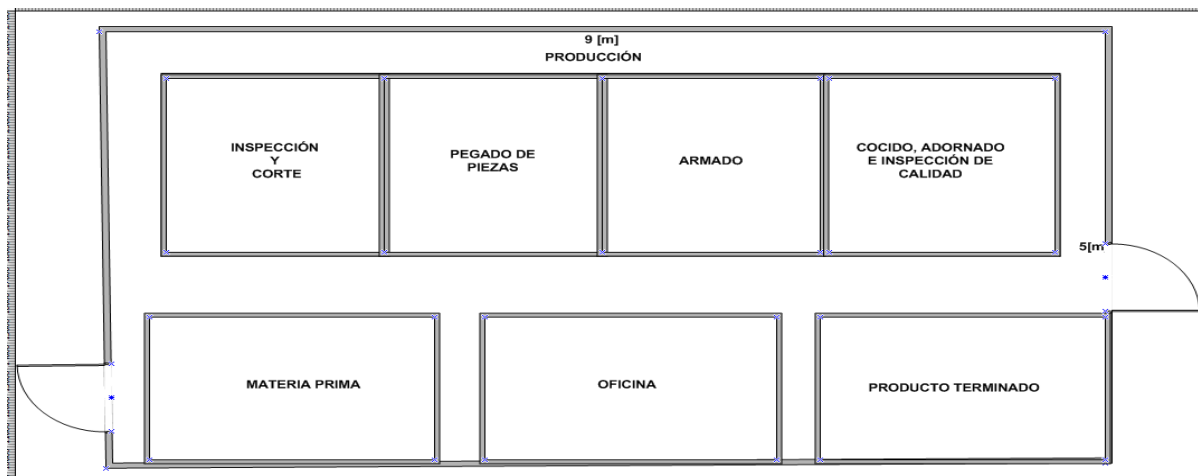 9 [m]
PRODUCCIÓN
INSPECCIÓN
Y
CORTE
PEGADO DE
PIEZAS
ARMADO
COCIDO, ADORNADO
E INSPECCIÓN DE
CALIDAD
5[m
MATERIA PRIMA
OFICINA
PRODUCTO TERMINADO